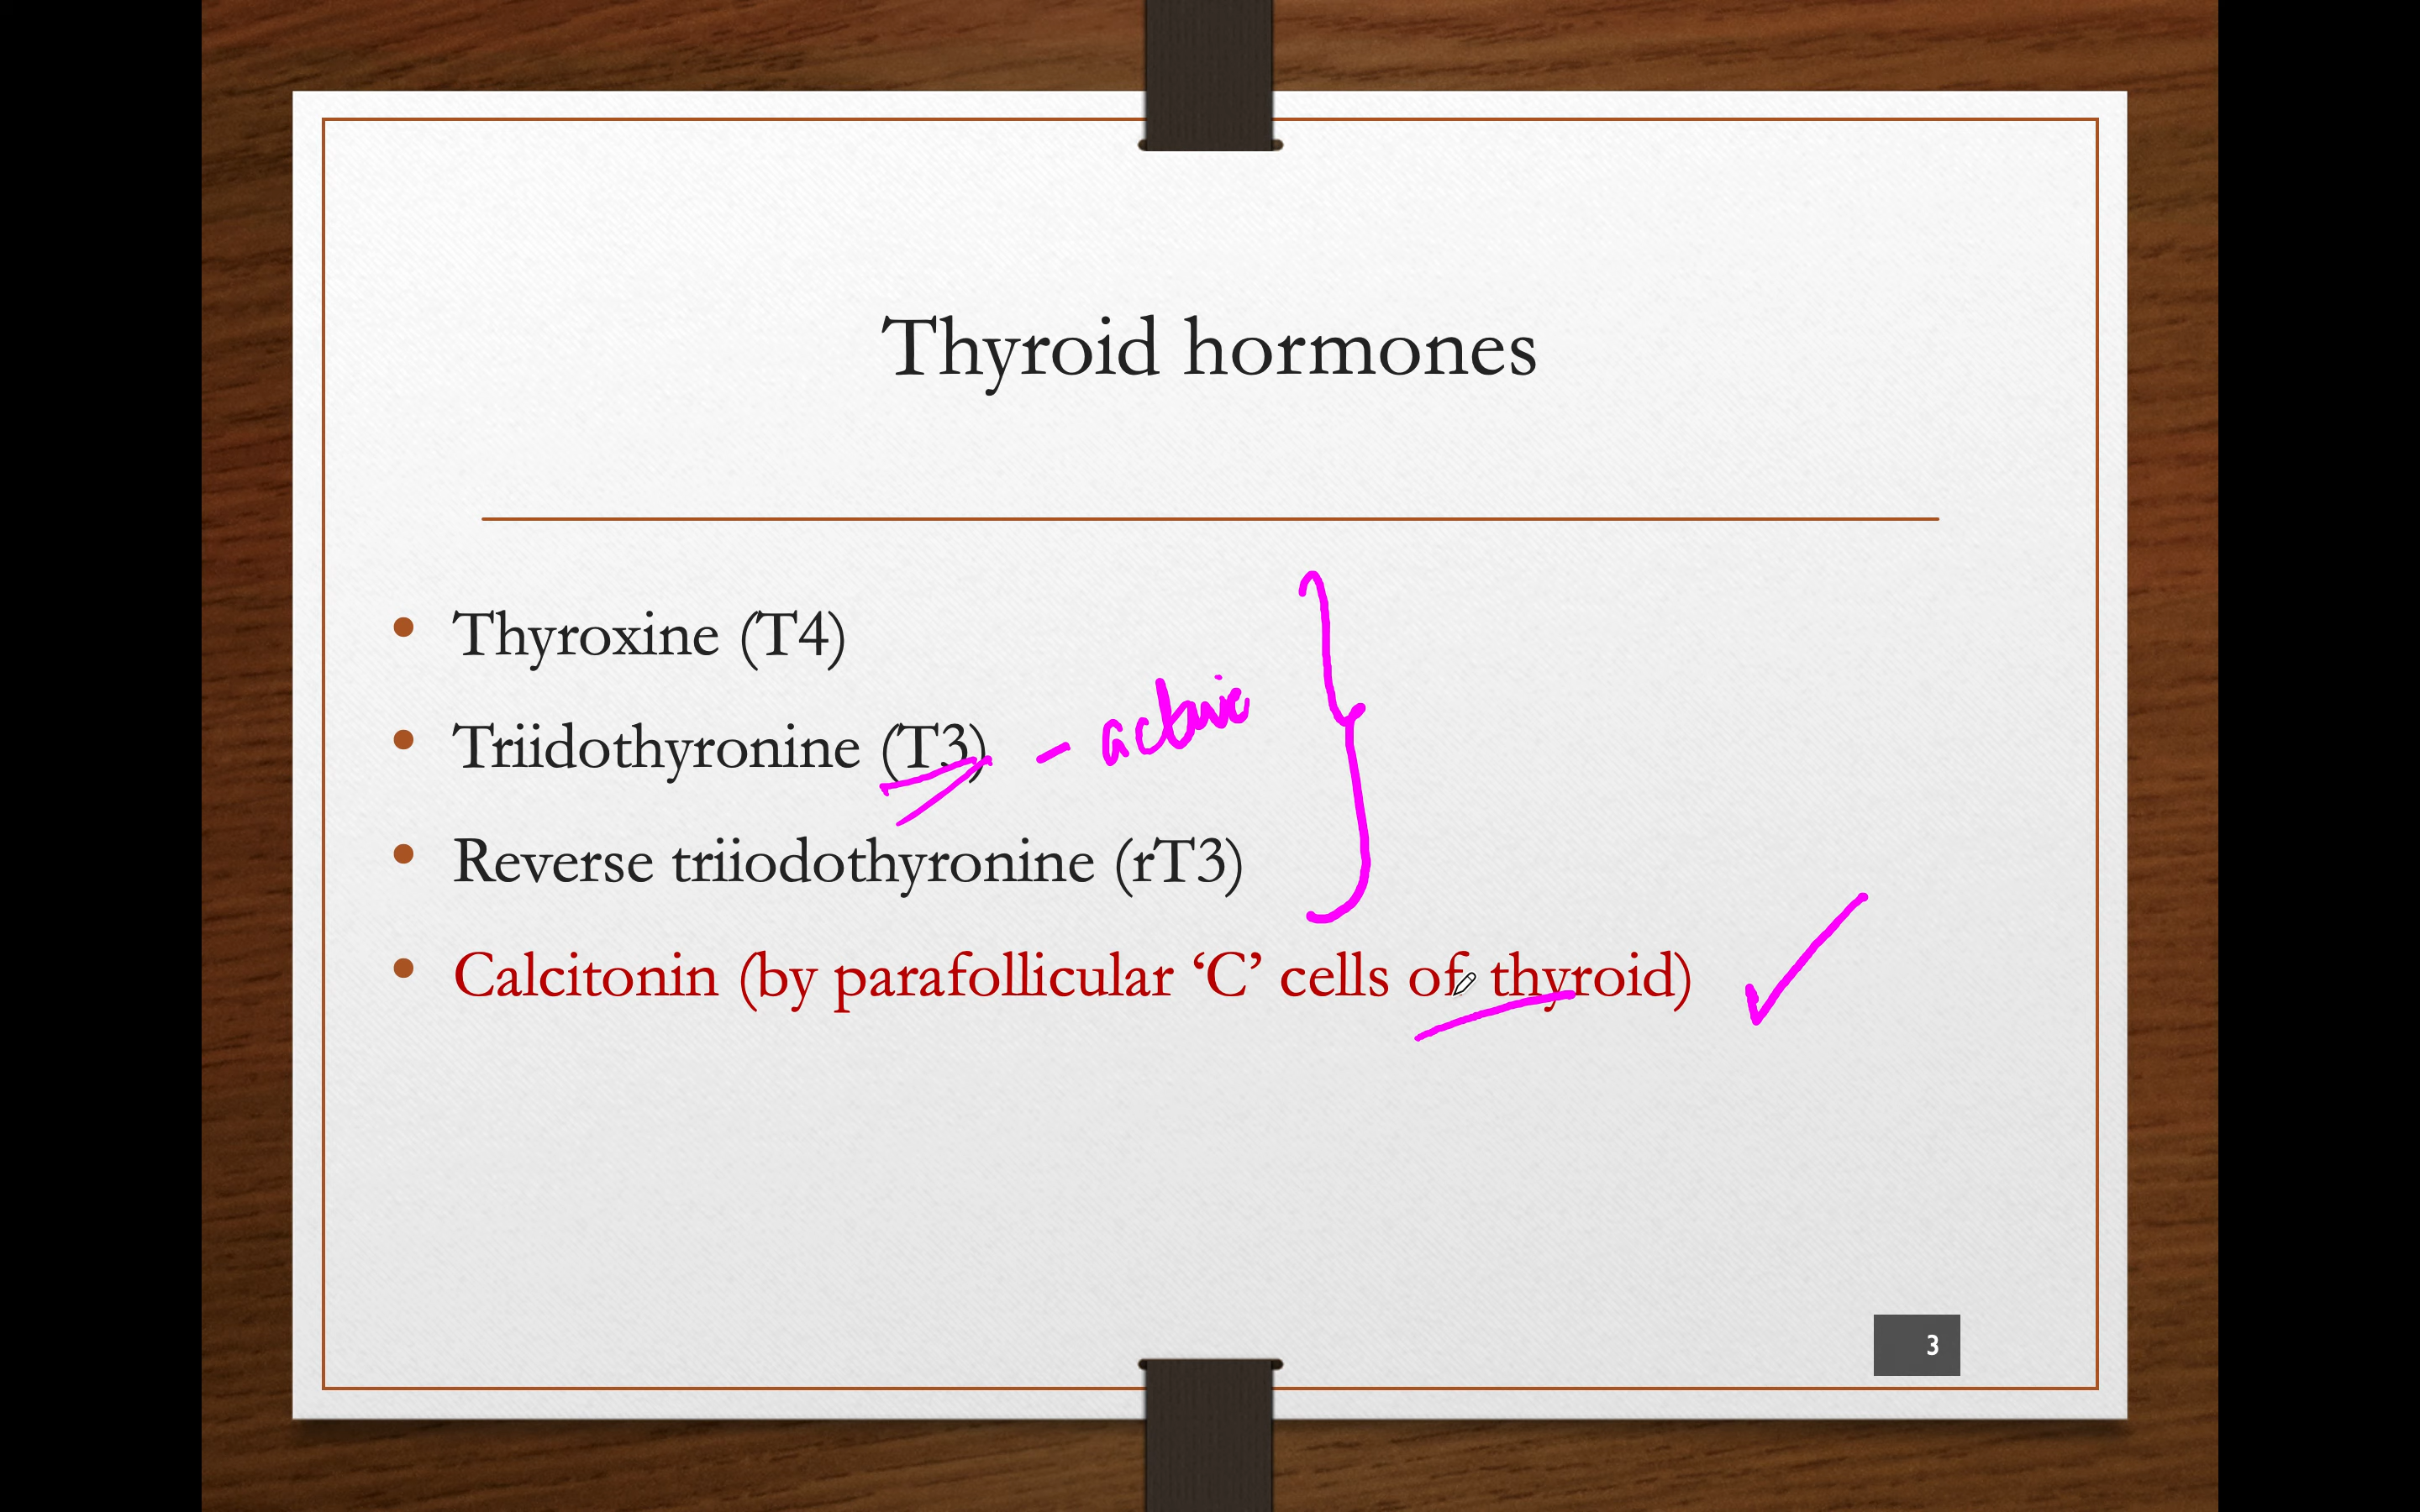 Thyroid hormones
• Thyroxine (T4)
• Triidothyronine (T3) - active
• Reverse triiodothyronine (rT3)
• Calcitonin (by parafollicular ‘C’ cells of thyroid)
3